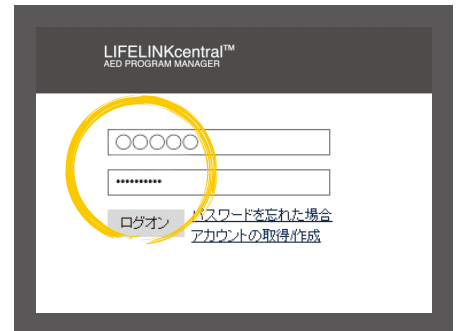 LIFELINKcentral™
AED PROGRAM MANAGER
○○○○○
••••••••••
ログオン
パスワードを忘れた場合
アカウントの取得/作成